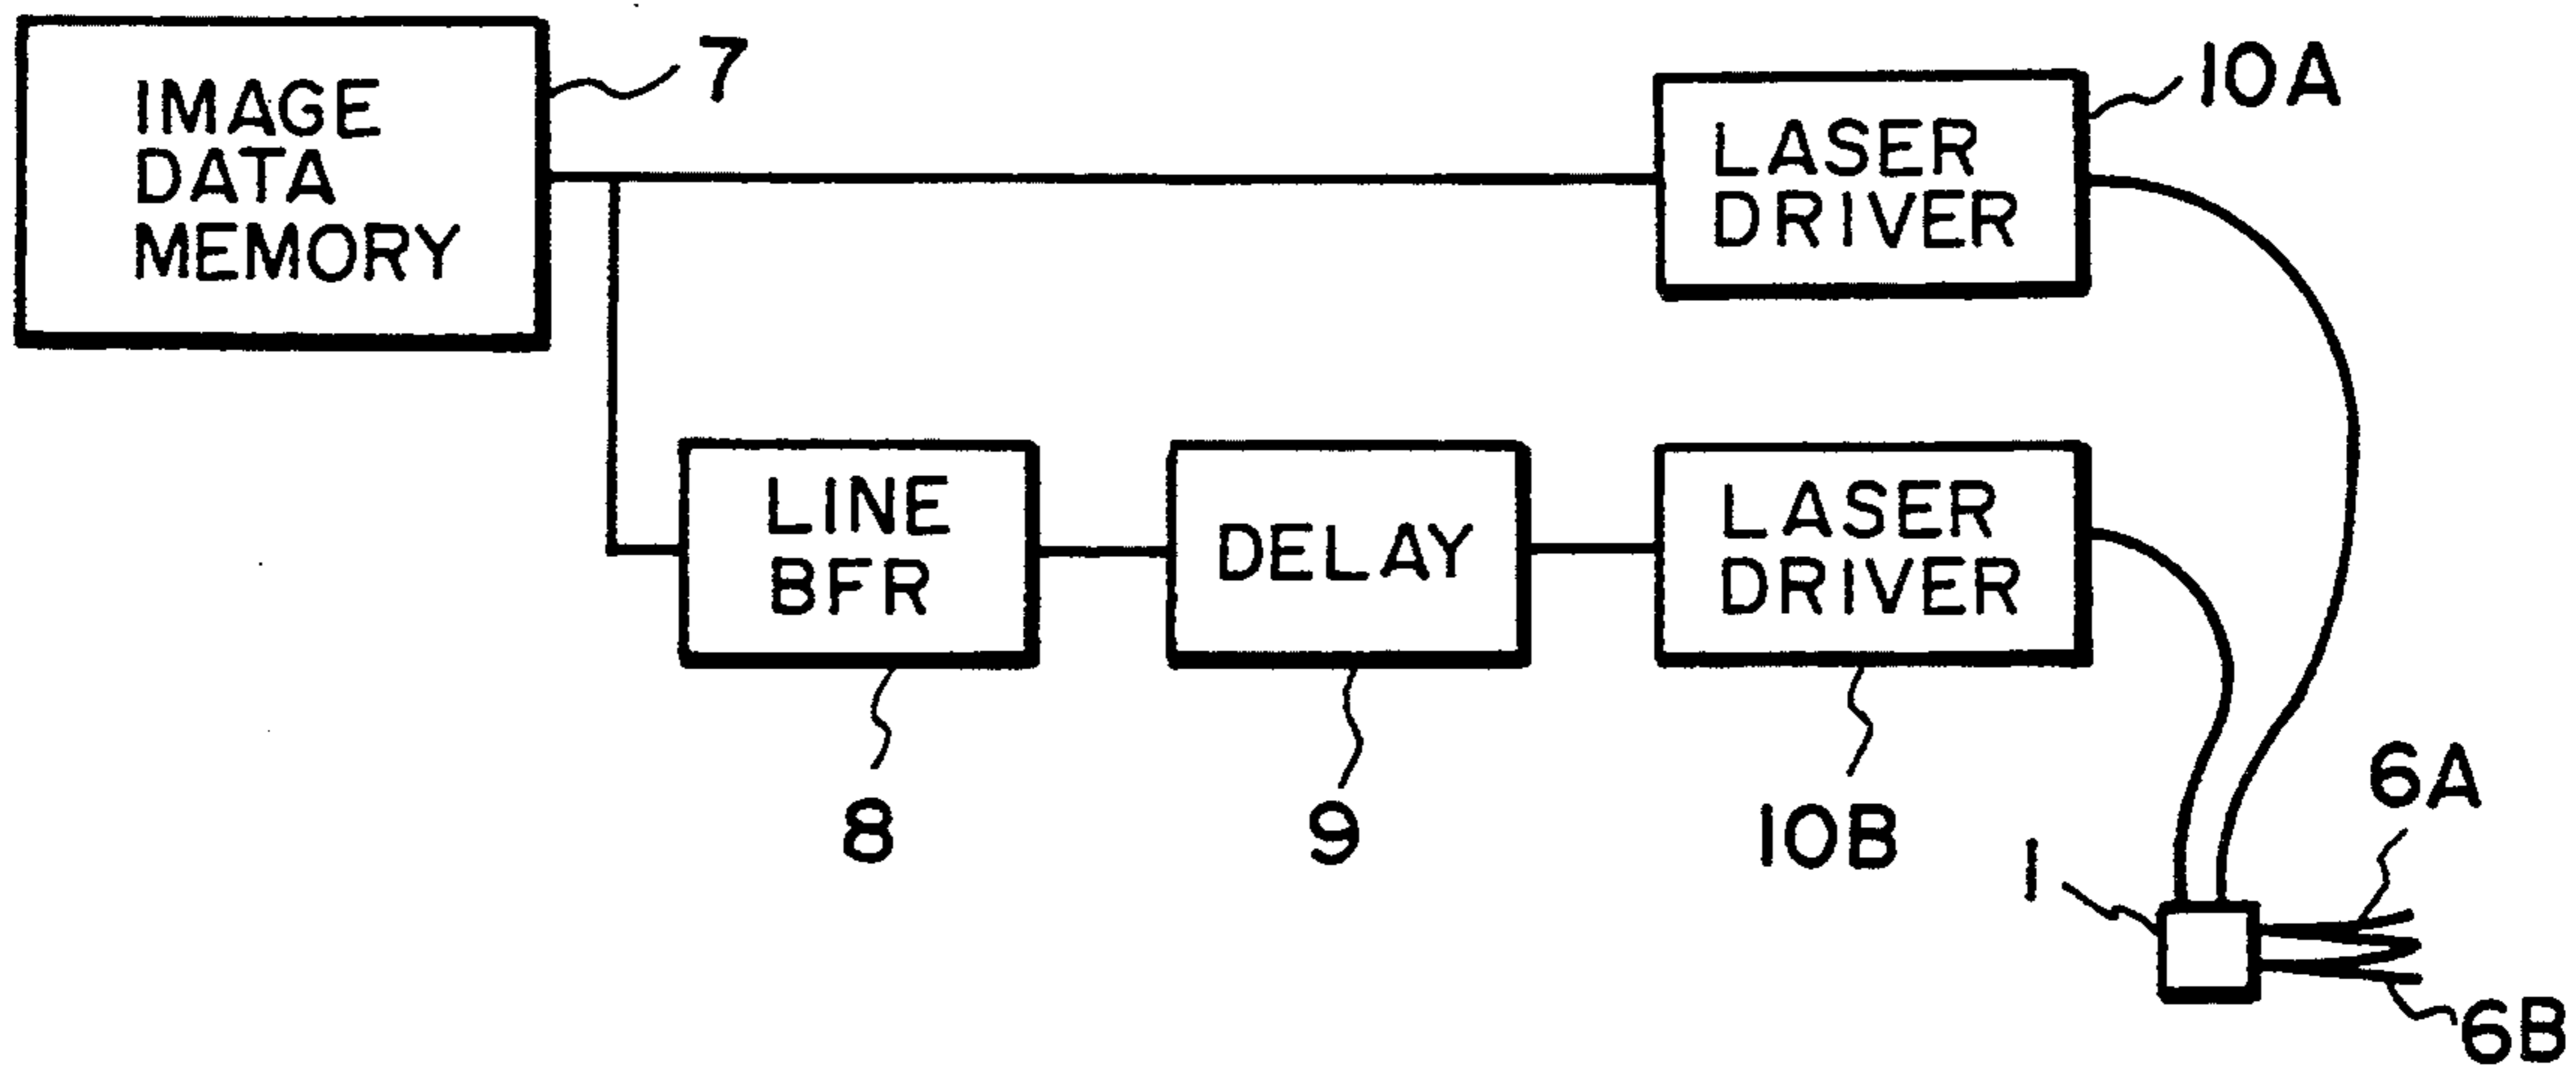 IMAGE
DATA
MEMORY
7
LASER
DRIVER
10A
LINE
BFR
8
DELAY
9
LASER
DRIVER
10B
1
6A
6B